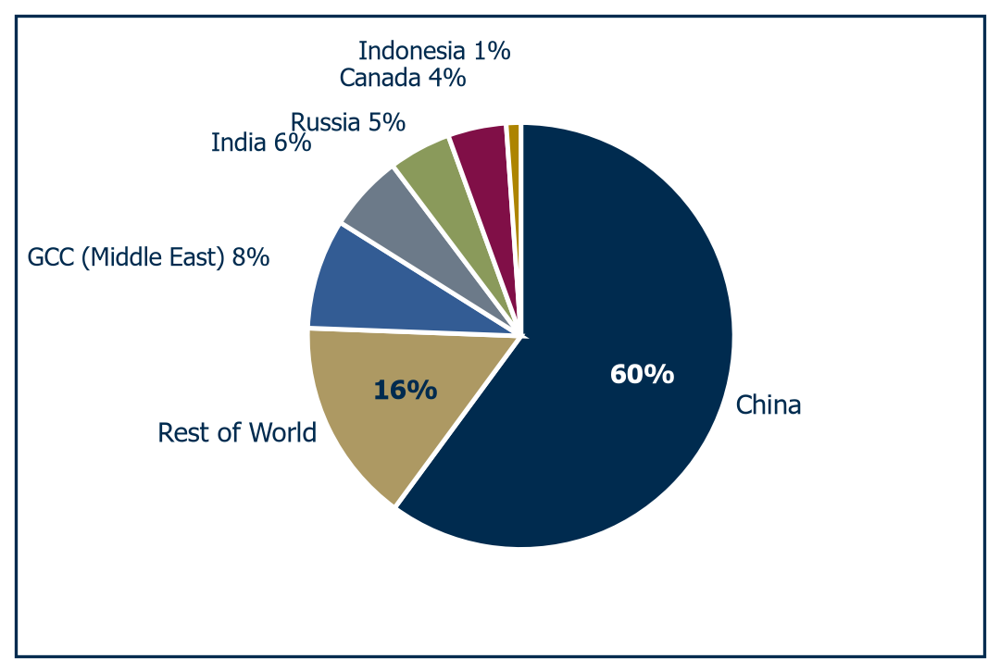 Indonesia 1%
Canada 4%
Russia 5%
India 6%
GCC (Middle East) 8%
60%
16%
China
Rest of World